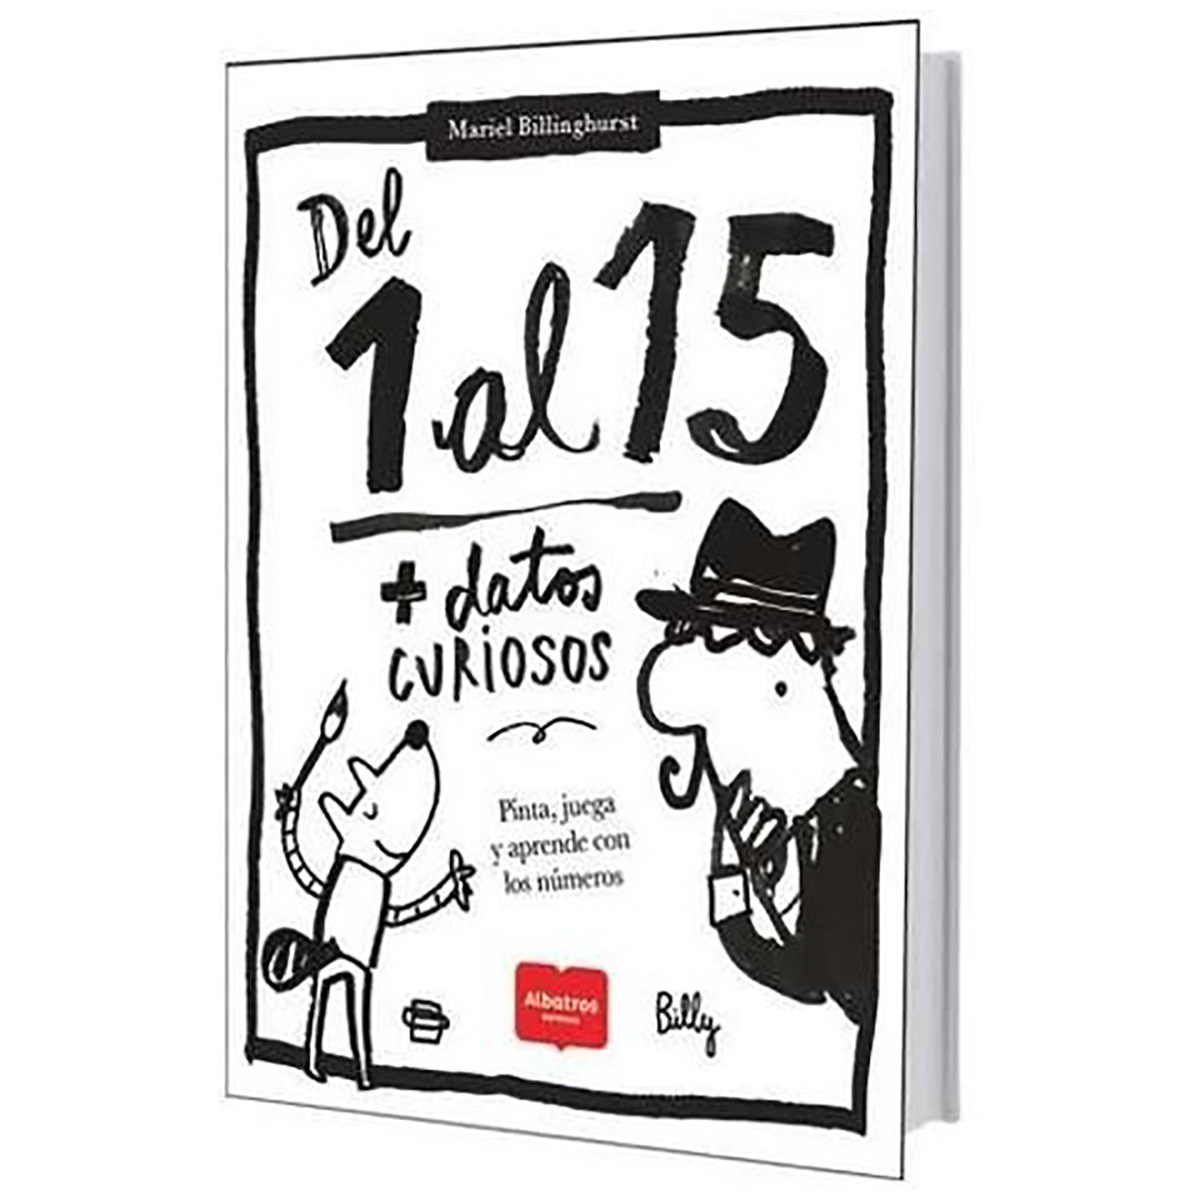 Mariel Billinghurst
Del
1 al 15
+ datos
CURIOSOS
Pinta, juega
y aprende con
los números
Albatros
Billy